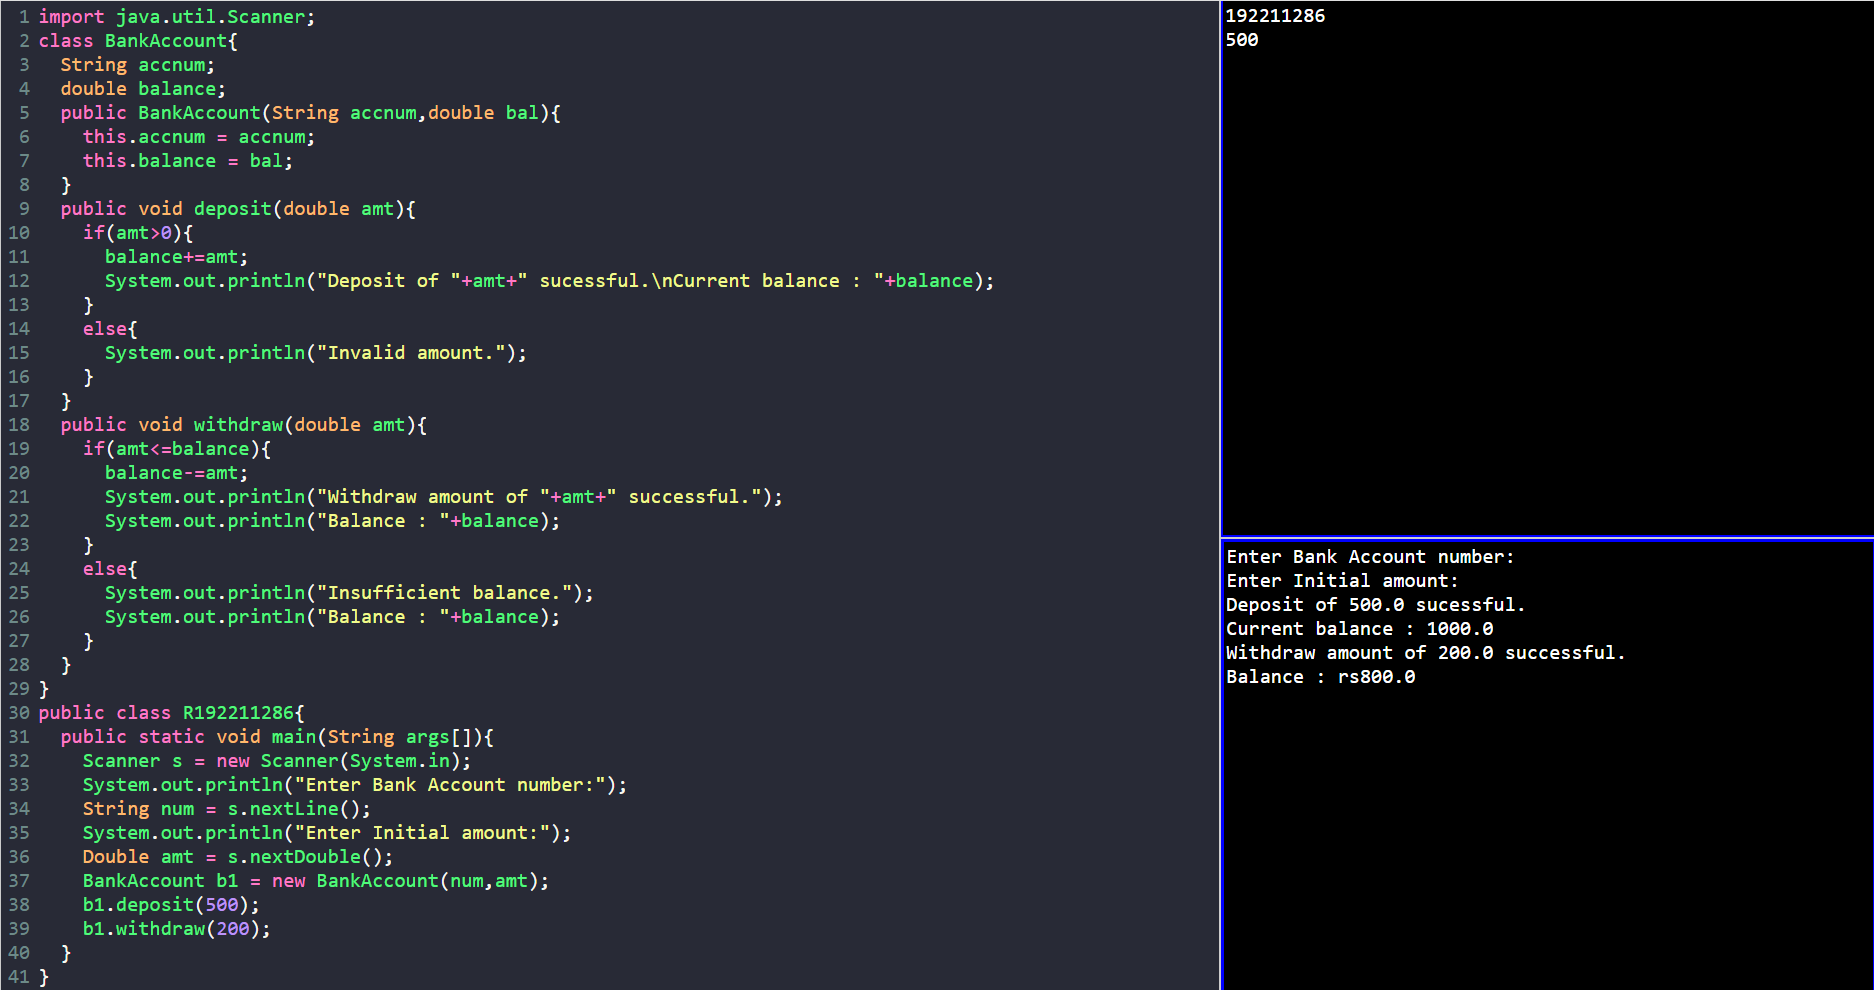 1 import java.util.Scanner;
2 class BankAccount{
3   String accnum;
4   double balance;
5   public BankAccount(String accnum,double bal){
6     this.accnum = accnum;
7     this.balance = bal;
8   }
9   public void deposit(double amt){
10     if(amt>0){
11       balance+=amt;
12       System.out.println("Deposit of "+amt+" sucessful.\nCurrent balance : "+balance);
13     }
14     else{
15       System.out.println("Invalid amount.");
16     }
17   }
18   public void withdraw(double amt){
19     if(amt<=balance){
20       balance-=amt;
21       System.out.println("Withdraw amount of "+amt+" successful.");
22       System.out.println("Balance : "+balance);
23     }
24     else{
25       System.out.println("Insufficient balance.");
26       System.out.println("Balance : "+balance);
27     }
28   }
29 }
30 public class R192211286{
31   public static void main(String args[]){
32     Scanner s = new Scanner(System.in);
33     System.out.println("Enter Bank Account number:");
34     String num = s.nextLine();
35     System.out.println("Enter Initial amount:");
36     Double amt = s.nextDouble();
37     BankAccount b1 = new BankAccount(num,amt);
38     b1.deposit(500);
39     b1.withdraw(200);
40   }
41 }
192211286
500
Enter Bank Account number:
Enter Initial amount:
Deposit of 500.0 sucessful.
Current balance : 1000.0
Withdraw amount of 200.0 successful.
Balance : rs800.0